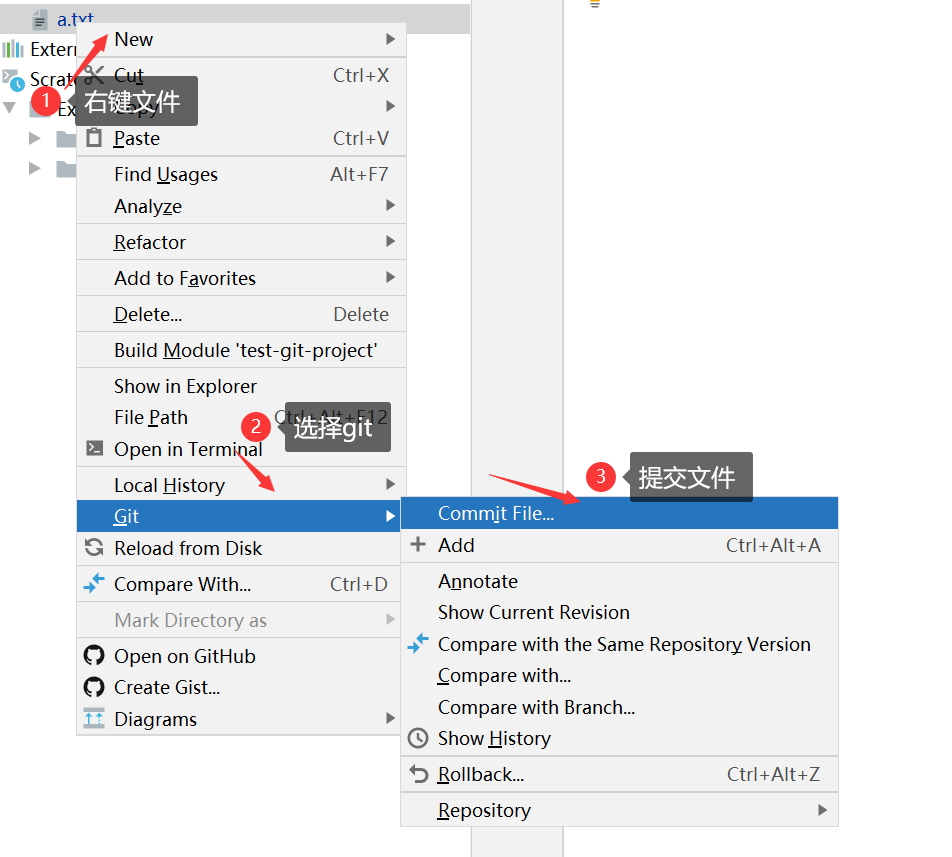 a.txt
New
Cut Ctrl+X
1 右键文件
Paste Ctrl+V
Find Usages Alt+F7
Analyze
Refactor
Add to Favorites
Delete... Delete
Build Module 'test-git-project'
Show in Explorer
File Path Ctrl+Alt+F12
2 选择git
Open in Terminal
Local History
3 提交文件
Git
Reload from Disk
Compare With... Ctrl+D
Mark Directory as
Open on GitHub
Create Gist...
Diagrams
Commit File...
Add Ctrl+Alt+A
Annotate
Show Current Revision
Compare with the Same Repository Version
Compare with...
Compare with Branch...
Show History
Rollback... Ctrl+Alt+Z
Repository